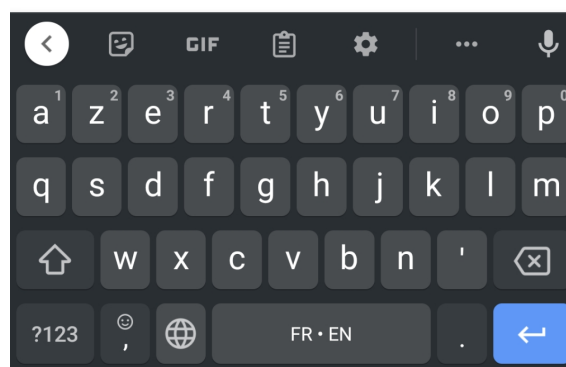 GIF
a 1 z 2 e 3 r 4 t 5 y 6 u 7 i 8 o 9 p 0
q s d f g h j k l m
w x c v b n '
?123 , FR • EN .